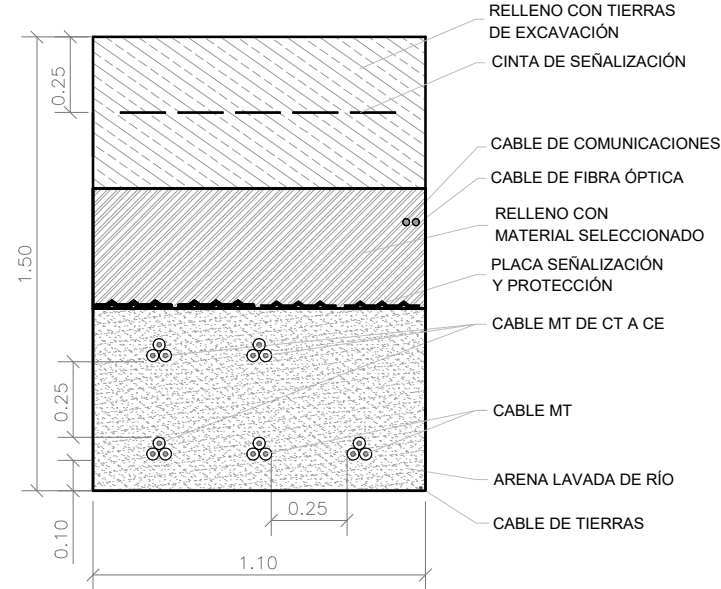 RELLENO CON TIERRAS
DE EXCAVACIÓN
CINTA DE SEÑALIZACIÓN
CABLE DE COMUNICACIONES
CABLE DE FIBRA ÓPTICA
RELLENO CON
MATERIAL SELECCIONADO
PLACA SEÑALIZACIÓN
Y PROTECCIÓN
CABLE MT DE CT A CE
CABLE MT
ARENA LAVADA DE RÍO
CABLE DE TIERRAS
0.25
1.50
0.25
0.10
0.25
1.10